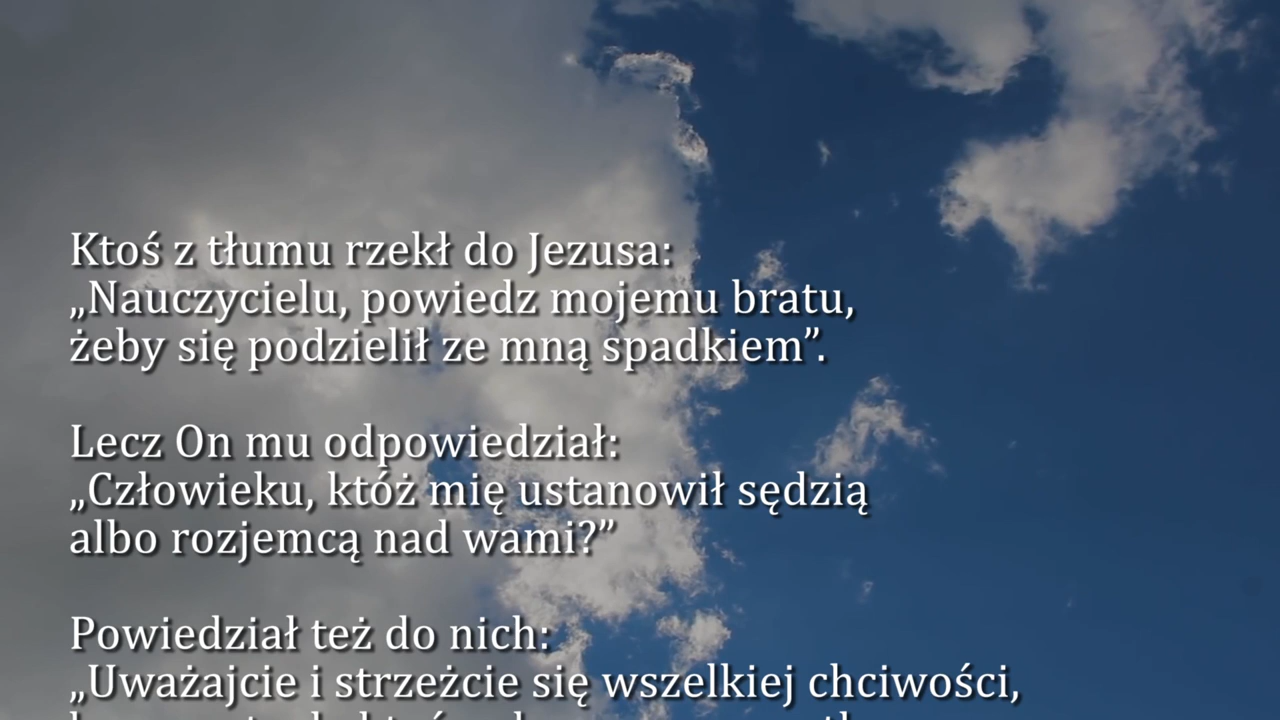 Ktoś z tłumu rzekł do Jezusa:
„Nauczycielu, powiedz mojemu bratu,
żeby się podzielił ze mną spadkiem”.
Lecz On mu odpowiedział:
„Człowieku, któż mię ustanowił sędzią
albo rozjemcą nad wami?”
Powiedział też do nich:
„Uważajcie i strzeżcie się wszelkiej chciwości,